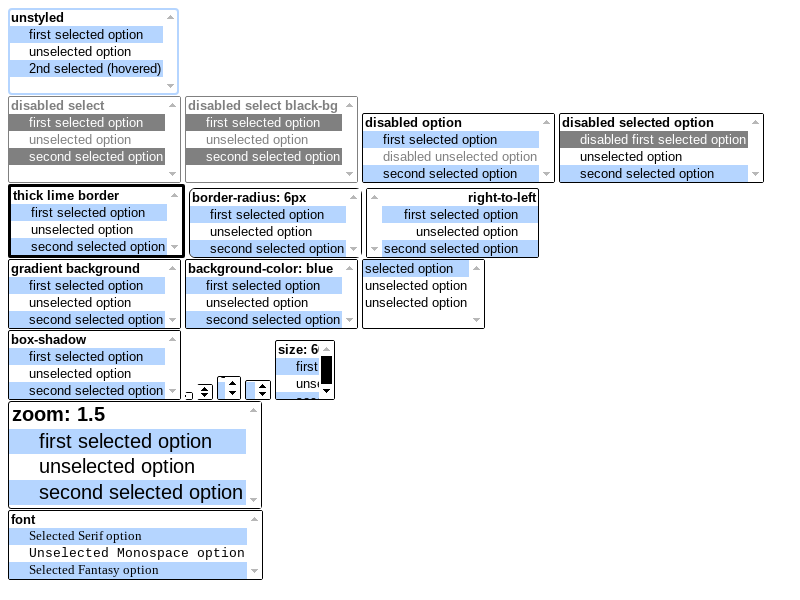 unstyled
first selected option
unselected option
2nd selected (hovered)
disabled select
first selected option
unselected option
second selected option
disabled select black-bg
first selected option
unselected option
second selected option
disabled option
first selected option
disabled unselected option
second selected option
disabled selected option
disabled first selected option
unselected option
second selected option
thick lime border
first selected option
unselected option
second selected option
border-radius: 6px
first selected option
unselected option
second selected option
right-to-left
first selected option
unselected option
second selected option
gradient background
first selected option
unselected option
second selected option
background-color: blue
first selected option
unselected option
second selected option
selected option
unselected option
unselected option
box-shadow
first selected option
unselected option
second selected option
size: 6
first
zoom: 1.5
first selected option
unselected option
second selected option
font
Selected Serif option
Unselected Monospace option
Selected Fantasy option